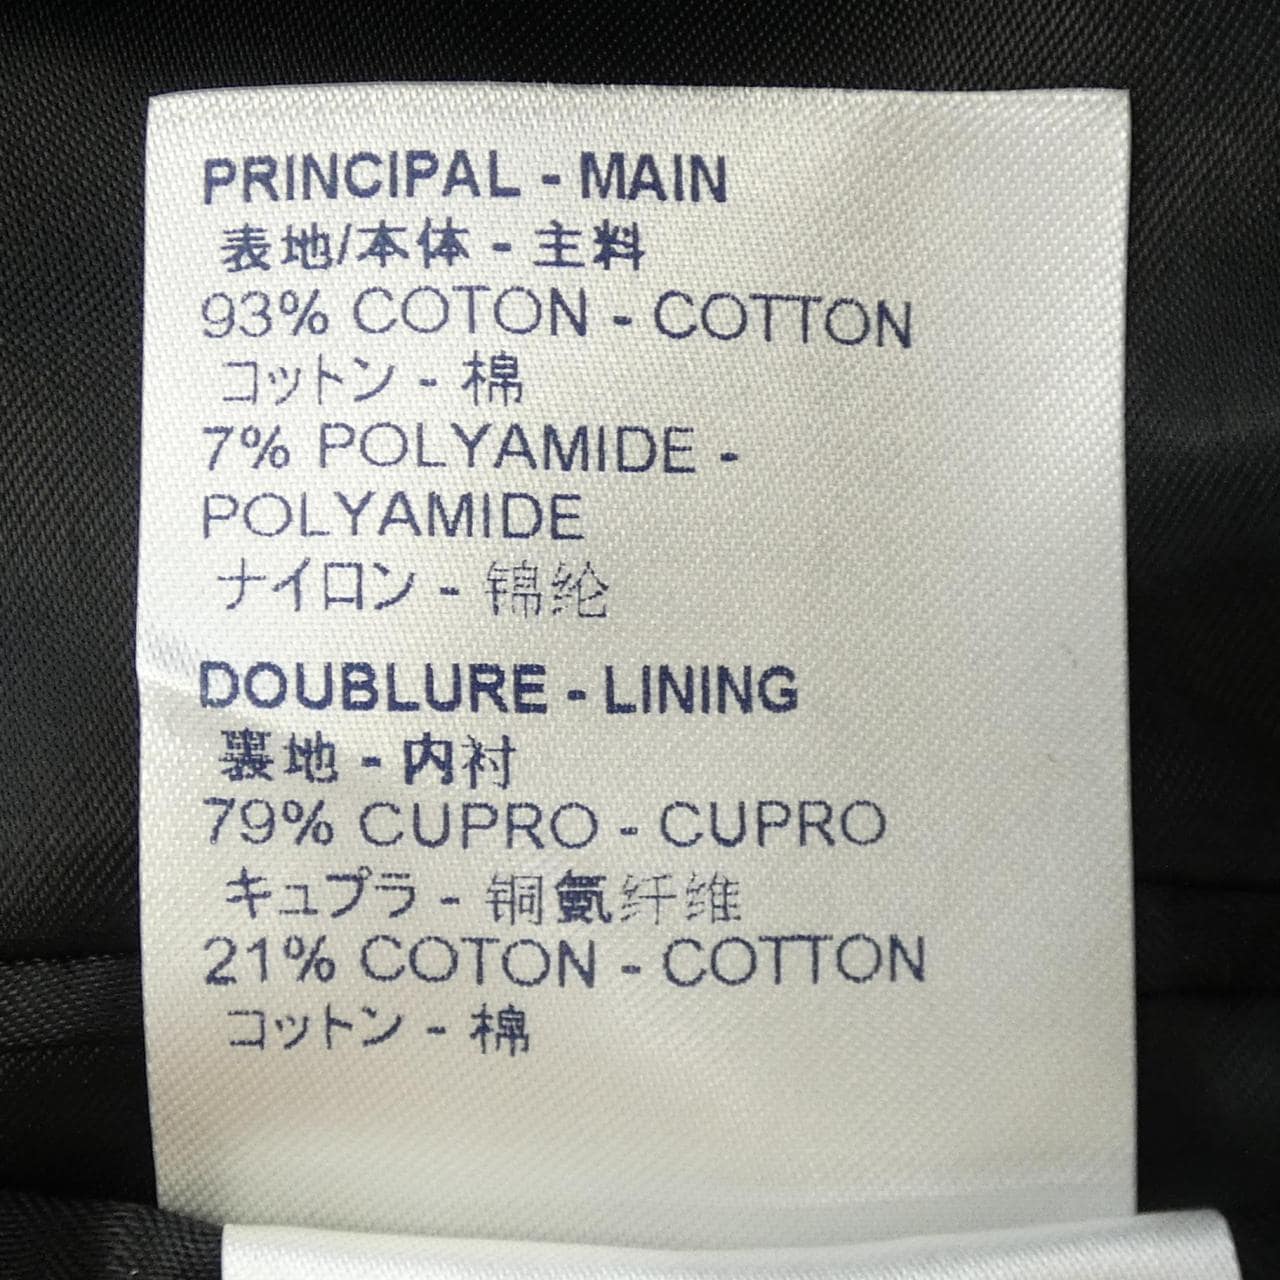 PRINCIPAL - MAIN
表地/本体 - 主料
93% COTON - COTTON
コットン - 棉
7% POLYAMIDE -
POLYAMIDE
ナイロン - 锦纶
DOUBLURE - LINING
裏地 - 内衬
79% CUPRO - CUPRO
キュプラ - 铜氨纤维
21% COTON - COTTON
コットン - 棉